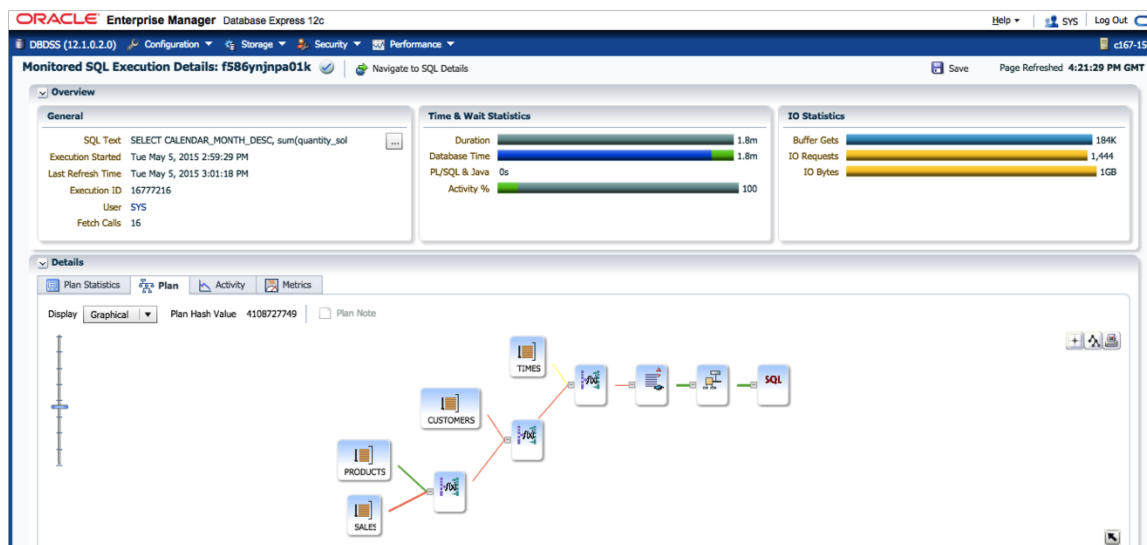 ORACLE Enterprise Manager Database Express 12c
Help SYS Log Out
DBDSS (12.1.0.2.0) Configuration Storage Security Performance c167-15
Monitored SQL Execution Details: f586ynjnpa01k Navigate to SQL Details Save Page Refreshed 4:21:29 PM GMT
Overview
General
SQL Text SELECT CALENDAR_MONTH_DESC, sum(quantity_sol ...
Execution Started Tue May 5, 2015 2:59:29 PM
Last Refresh Time Tue May 5, 2015 3:01:18 PM
Execution ID 16777216
User SYS
Fetch Calls 16
Time & Wait Statistics
Duration 1.8m
Database Time 1.8m
PL/SQL & Java 0s
Activity % 100
IO Statistics
Buffer Gets 184K
IO Requests 1,444
IO Bytes 1GB
Details
Plan Statistics Plan Activity Metrics
Display Graphical Plan Hash Value 4108727749 Plan Note
TIMES
SQL
CUSTOMERS
PRODUCTS
SALES